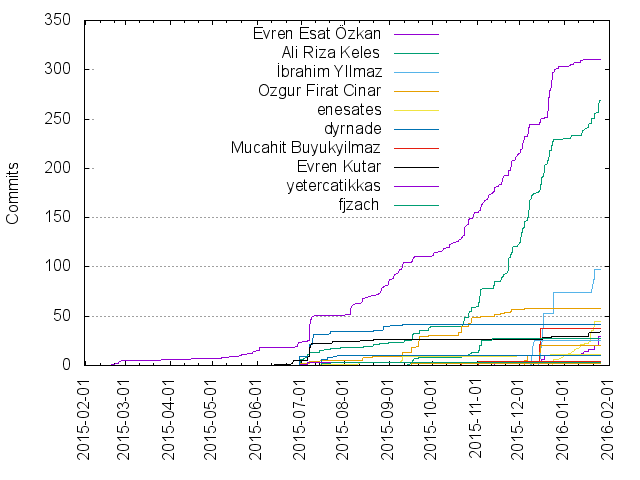 350
300
250
200
150
100
50
0
Commits
Evren Esat Özkan
Ali Riza Keles
İbrahim YIlmaz
Ozgur Firat Cinar
enesates
dyrnade
Mucahit Buyukyilmaz
Evren Kutar
yetercatikkas
fjzach
2015-02-01
2015-03-01
2015-04-01
2015-05-01
2015-06-01
2015-07-01
2015-08-01
2015-09-01
2015-10-01
2015-11-01
2015-12-01
2016-01-01
2016-02-01